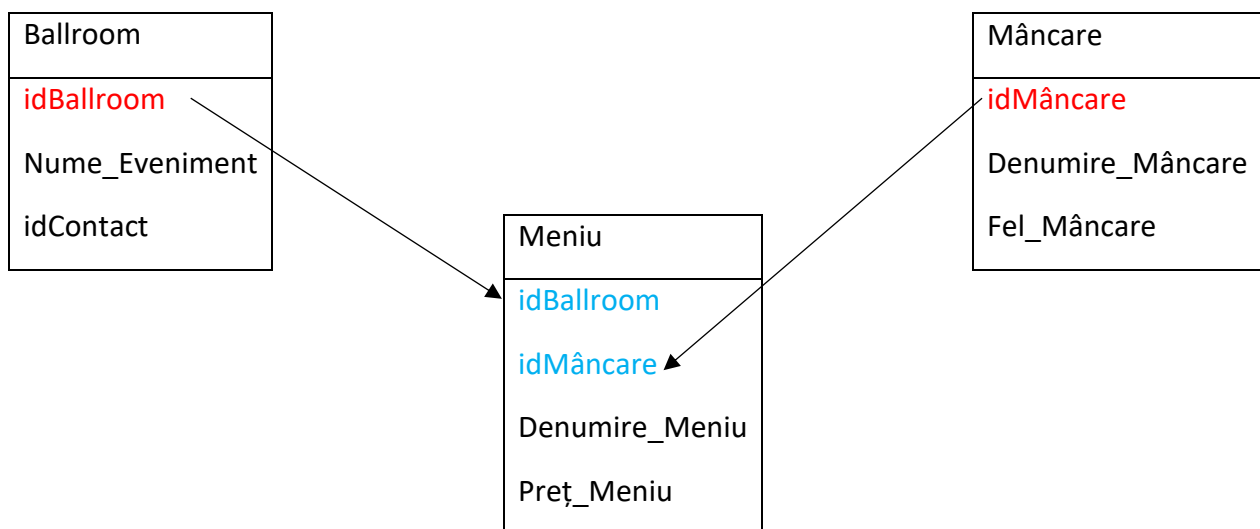 Ballroom
idBallroom
Nume_Eveniment
idContact
Mâncare
idMâncare
Denumire_Mâncare
Fel_Mâncare
Meniu
idBallroom
idMâncare
Denumire_Meniu
Preț_Meniu